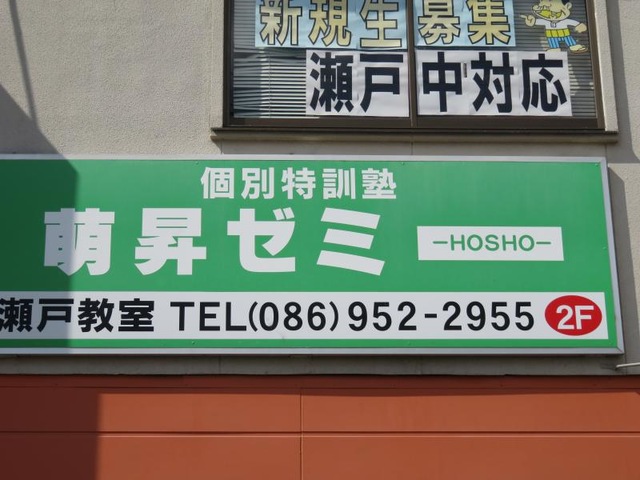 新規生募集
瀬戸中対応
個別特訓塾
萌昇ゼミ -HOSHO-
瀬戸教室 TEL(086)952-2955 2F